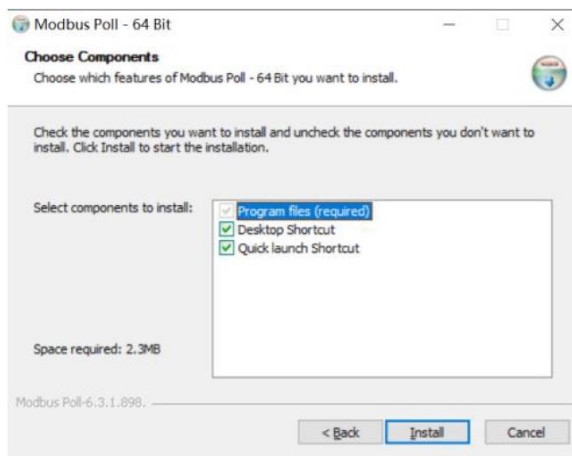 Modbus Poll - 64 Bit
Choose Components
Choose which features of Modbus Poll - 64 Bit you want to install.
Check the components you want to install and uncheck the components you don't want to
install. Click Install to start the installation.
Select components to install:
Program files (required)
Desktop Shortcut
Quick launch Shortcut
Space required: 2.3MB
Modbus Poll-6.3.1.898.
< Back
Install
Cancel